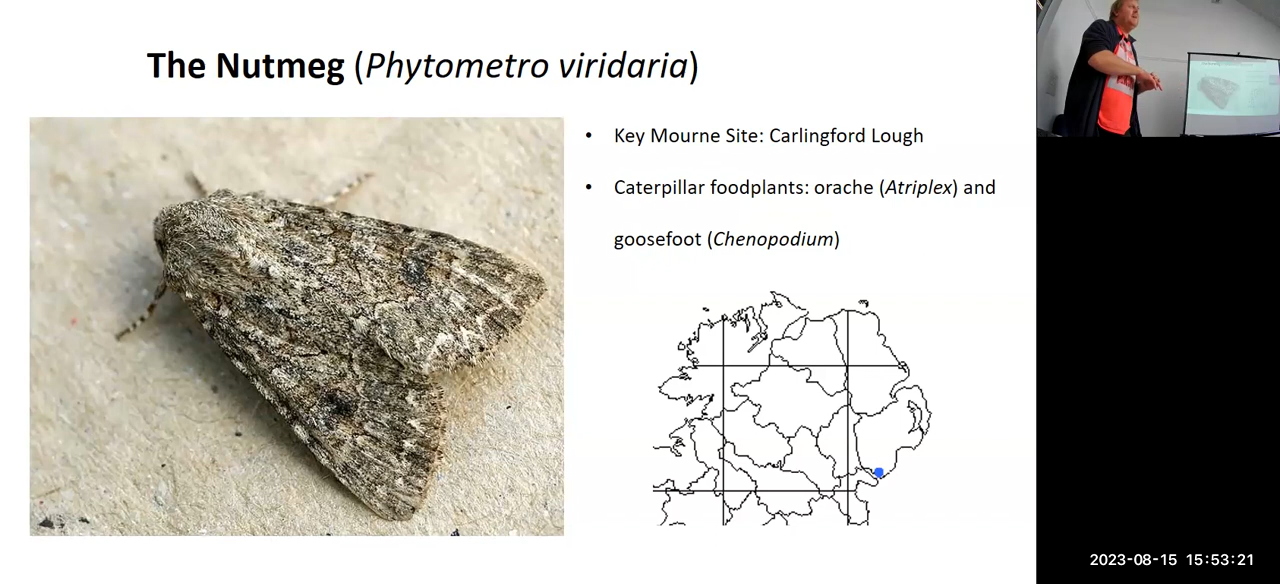 The Nutmeg (Phytometro viridaria)
• Key Mourne Site: Carlingford Lough
• Caterpillar foodplants: orache (Atriplex) and
goosefoot (Chenopodium)
2023-08-15 15:53:21